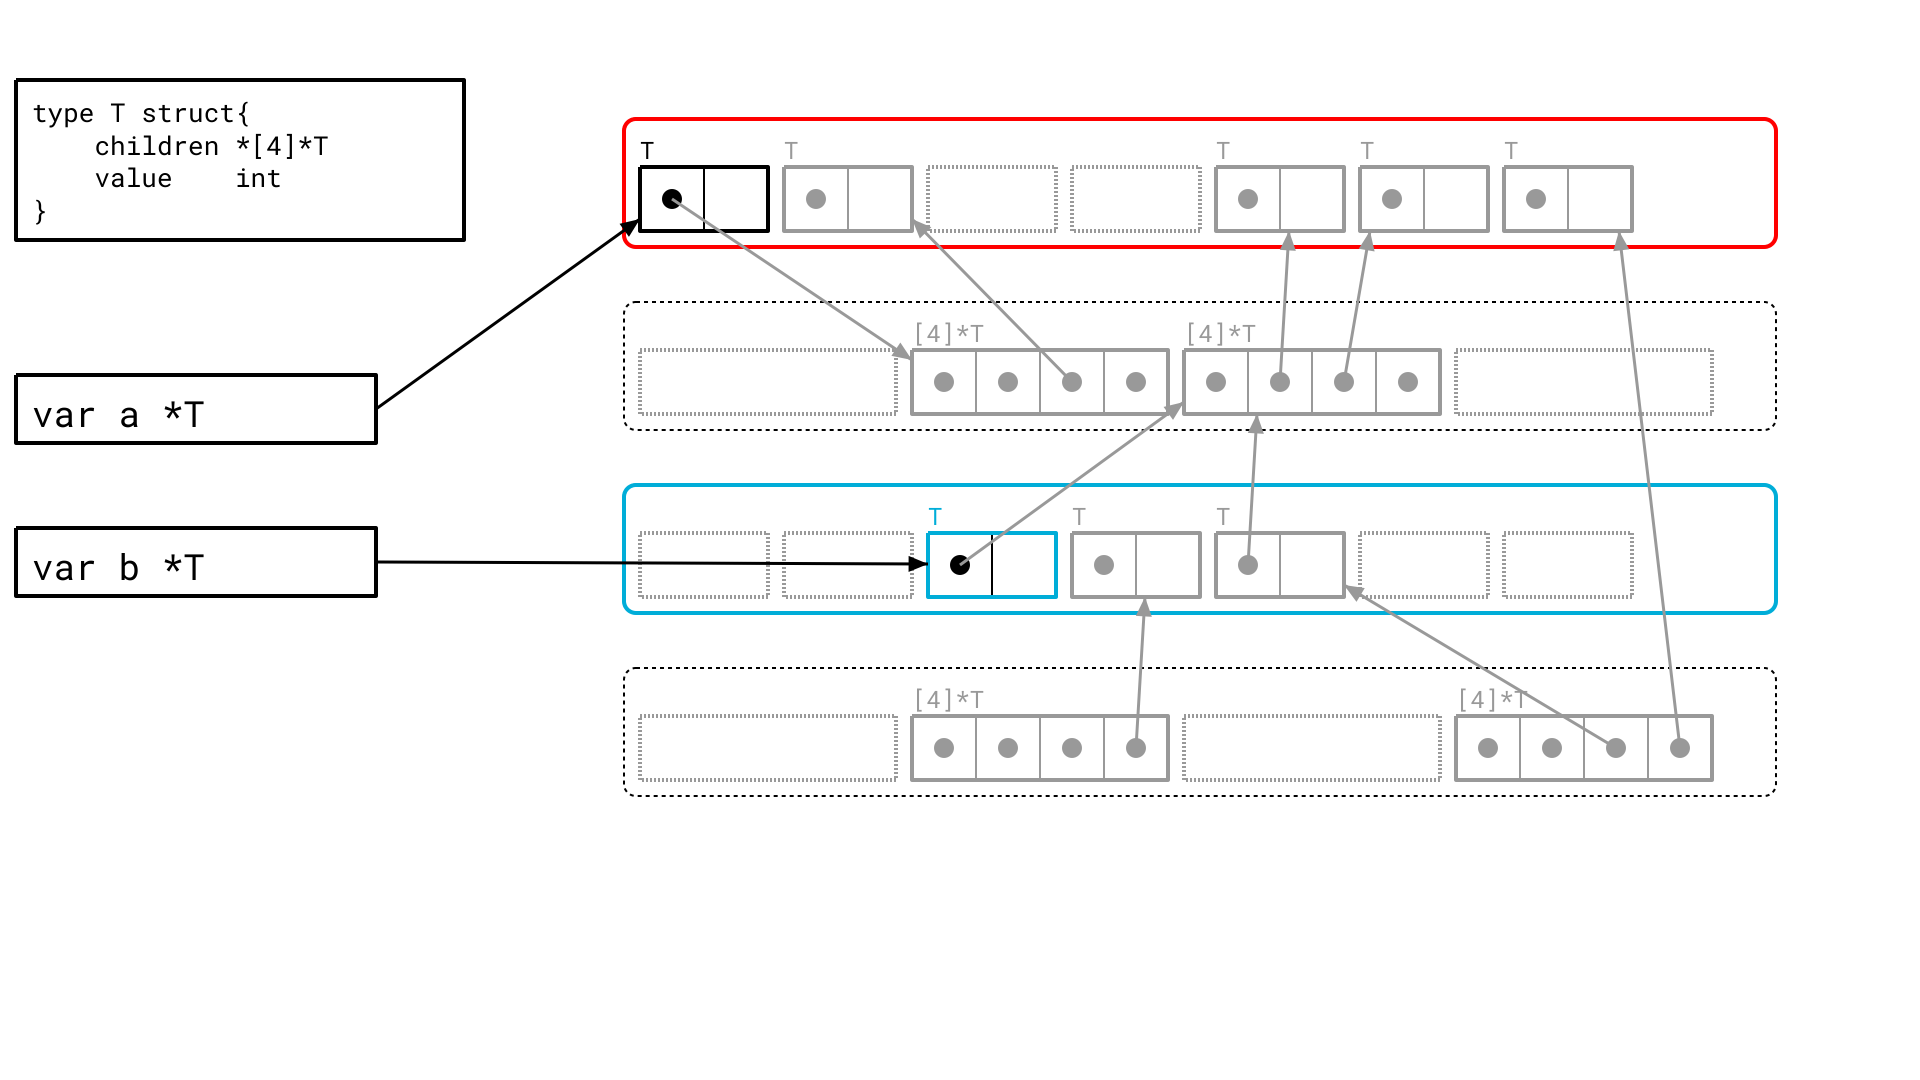 type T struct{
    children *[4]*T
    value    int
}
T T T T T
[4]*T [4]*T
var a *T
T T T
var b *T
[4]*T [4]*T